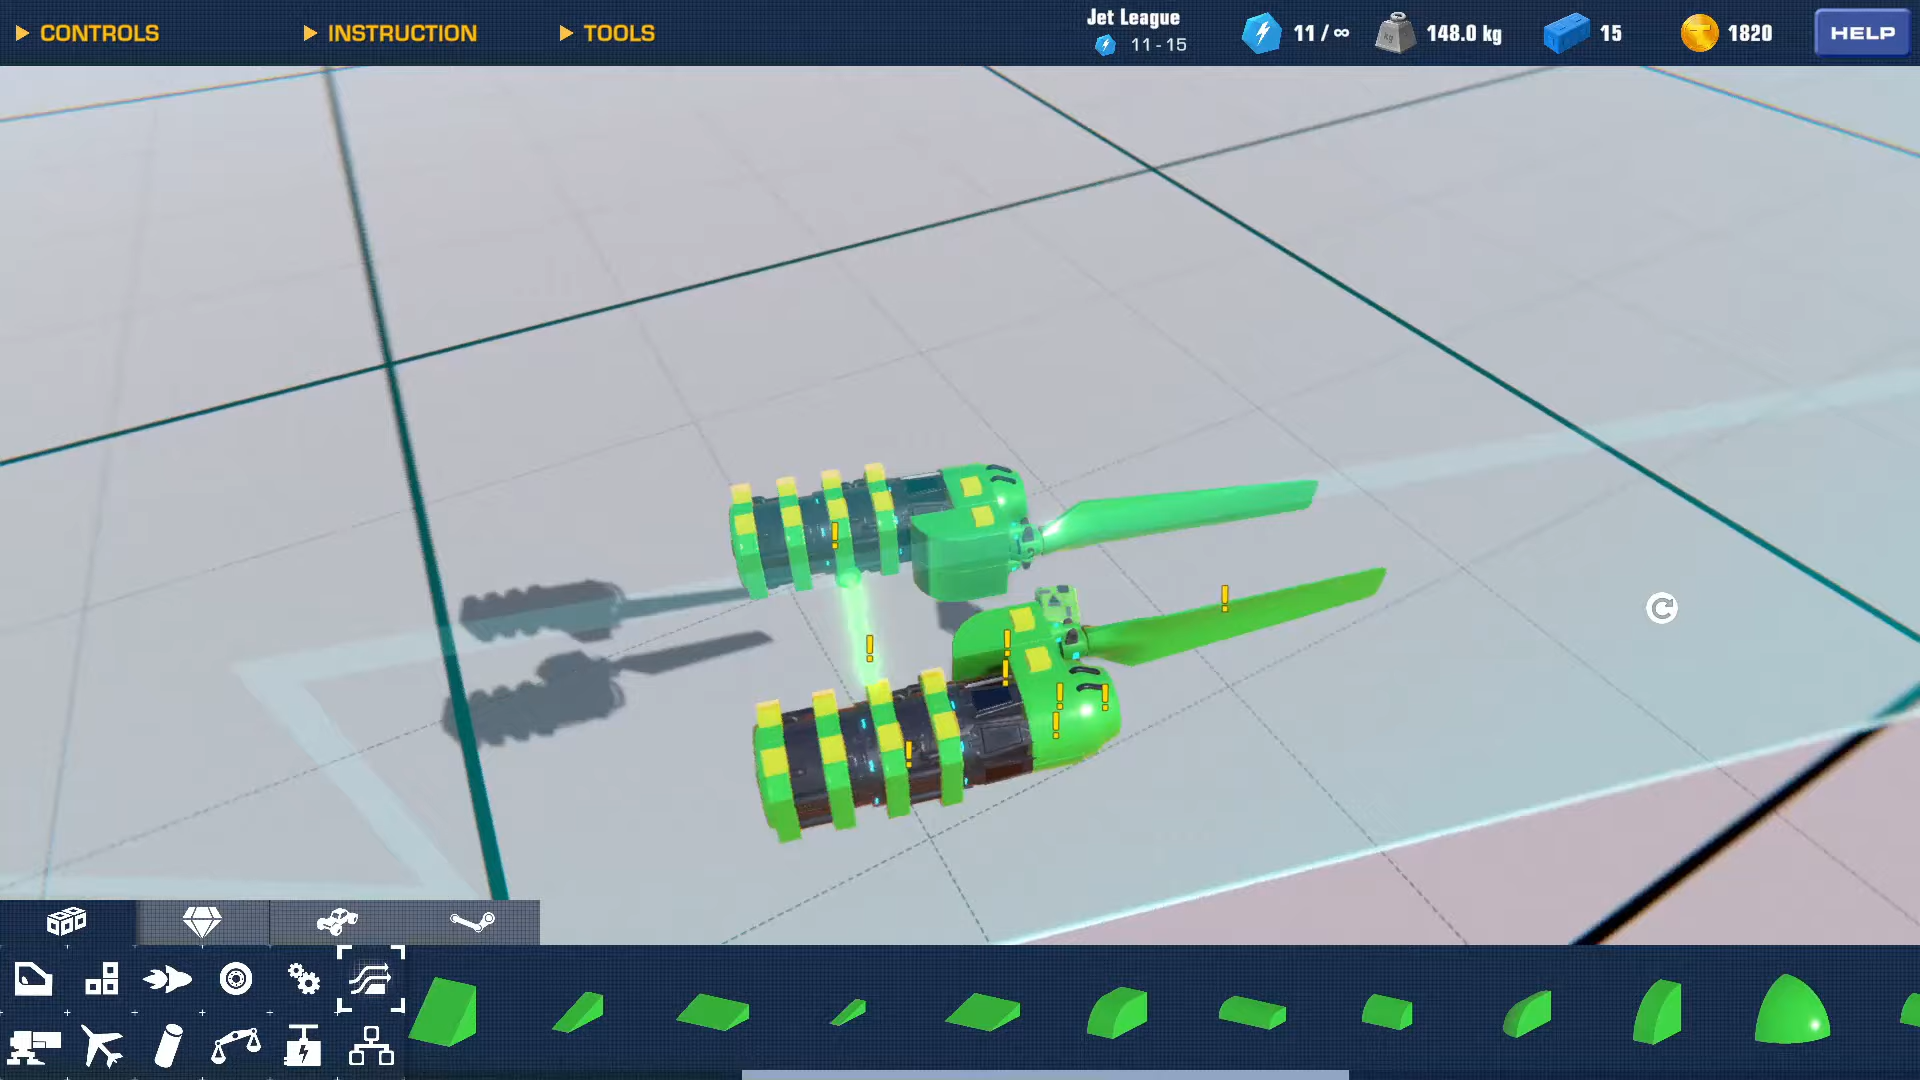 CONTROLS
INSTRUCTION
TOOLS
Jet League
11 - 15
11 / ∞
148.0 kg
15
1820
HELP